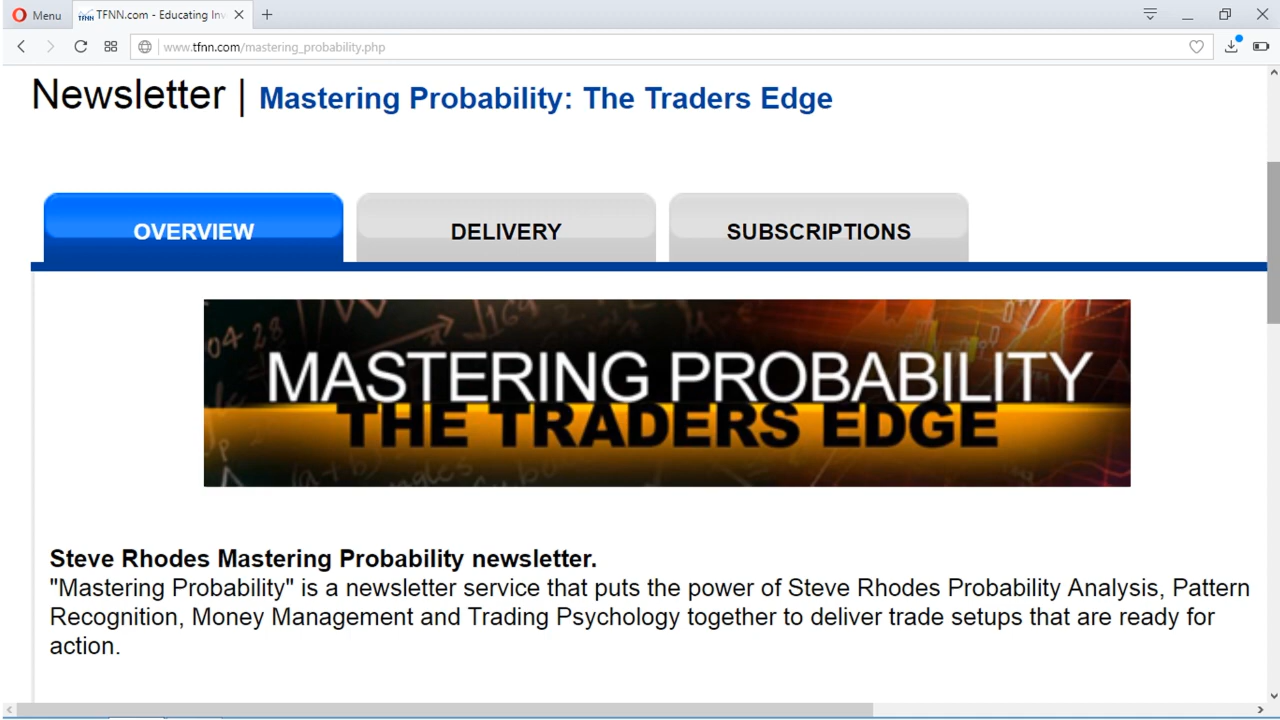 Menu
TFNN.com - Educating Inv
www.tfnn.com/mastering_probability.php
Newsletter | Mastering Probability: The Traders Edge
OVERVIEW DELIVERY SUBSCRIPTIONS
MASTERING PROBABILITY
THE TRADERS EDGE
Steve Rhodes Mastering Probability newsletter.
"Mastering Probability" is a newsletter service that puts the power of Steve Rhodes Probability Analysis, Pattern
Recognition, Money Management and Trading Psychology together to deliver trade setups that are ready for
action.